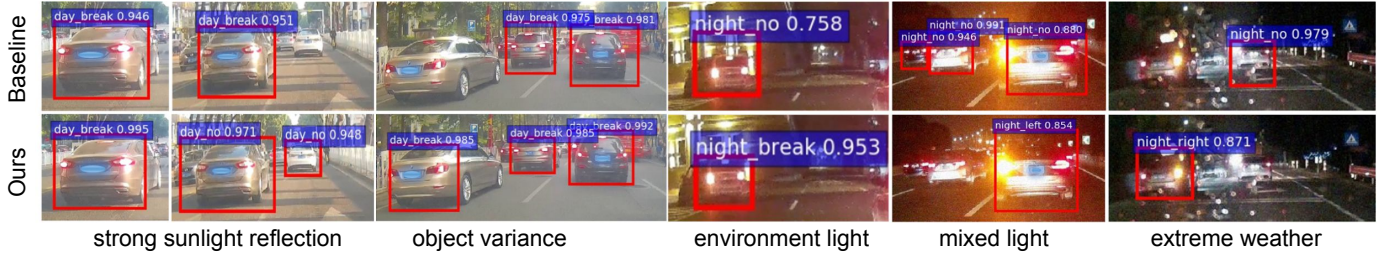 Baseline
day_break 0.946
day_break 0.951
day_break 0.975
day_break 0.981
night_no 0.758
night_no 0.991
night_no 0.946
night_no 0.880
night_no 0.979
Ours
day_break 0.995
day_no 0.971
day_no 0.948
day_break 0.985
day_break 0.985
day_break 0.992
night_break 0.953
night_left 0.854
night_right 0.871
strong sunlight reflection
object variance
environment light
mixed light
extreme weather